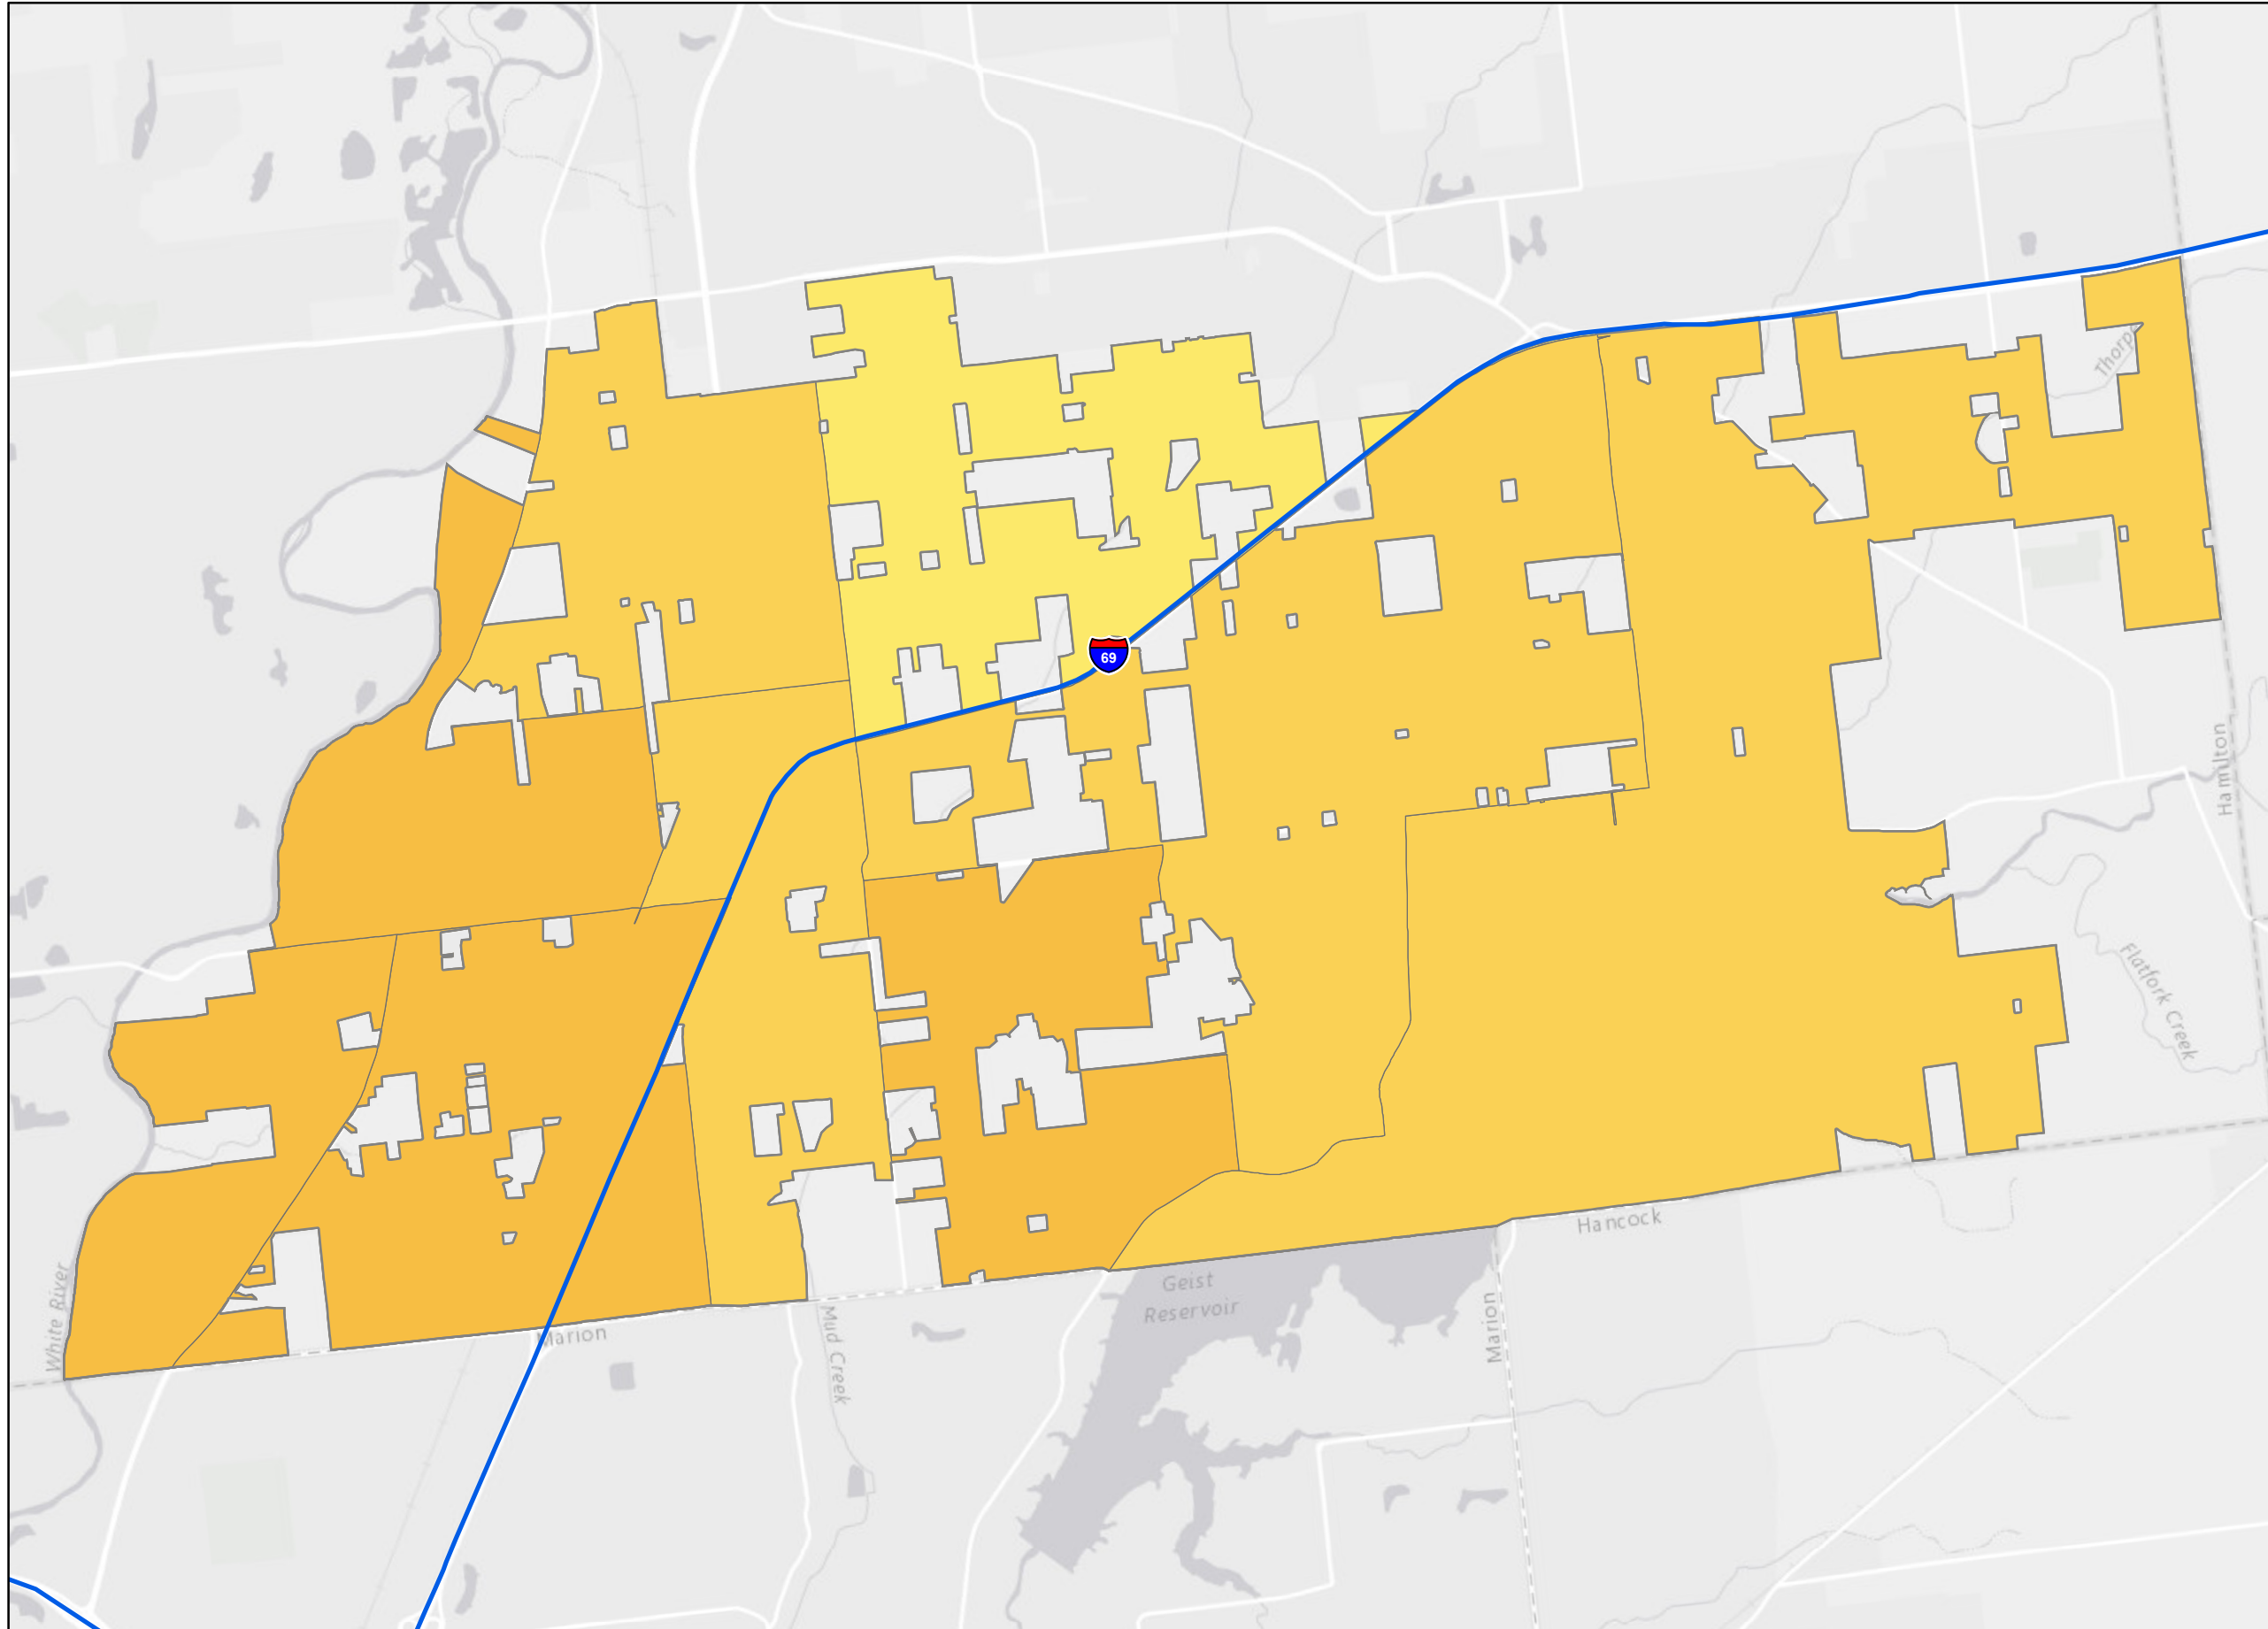 Thorpe
69
Hamilton
Flatfork Creek
Hancock
Geist
Reservoir
White River
Marion
Mud Creek
Marion